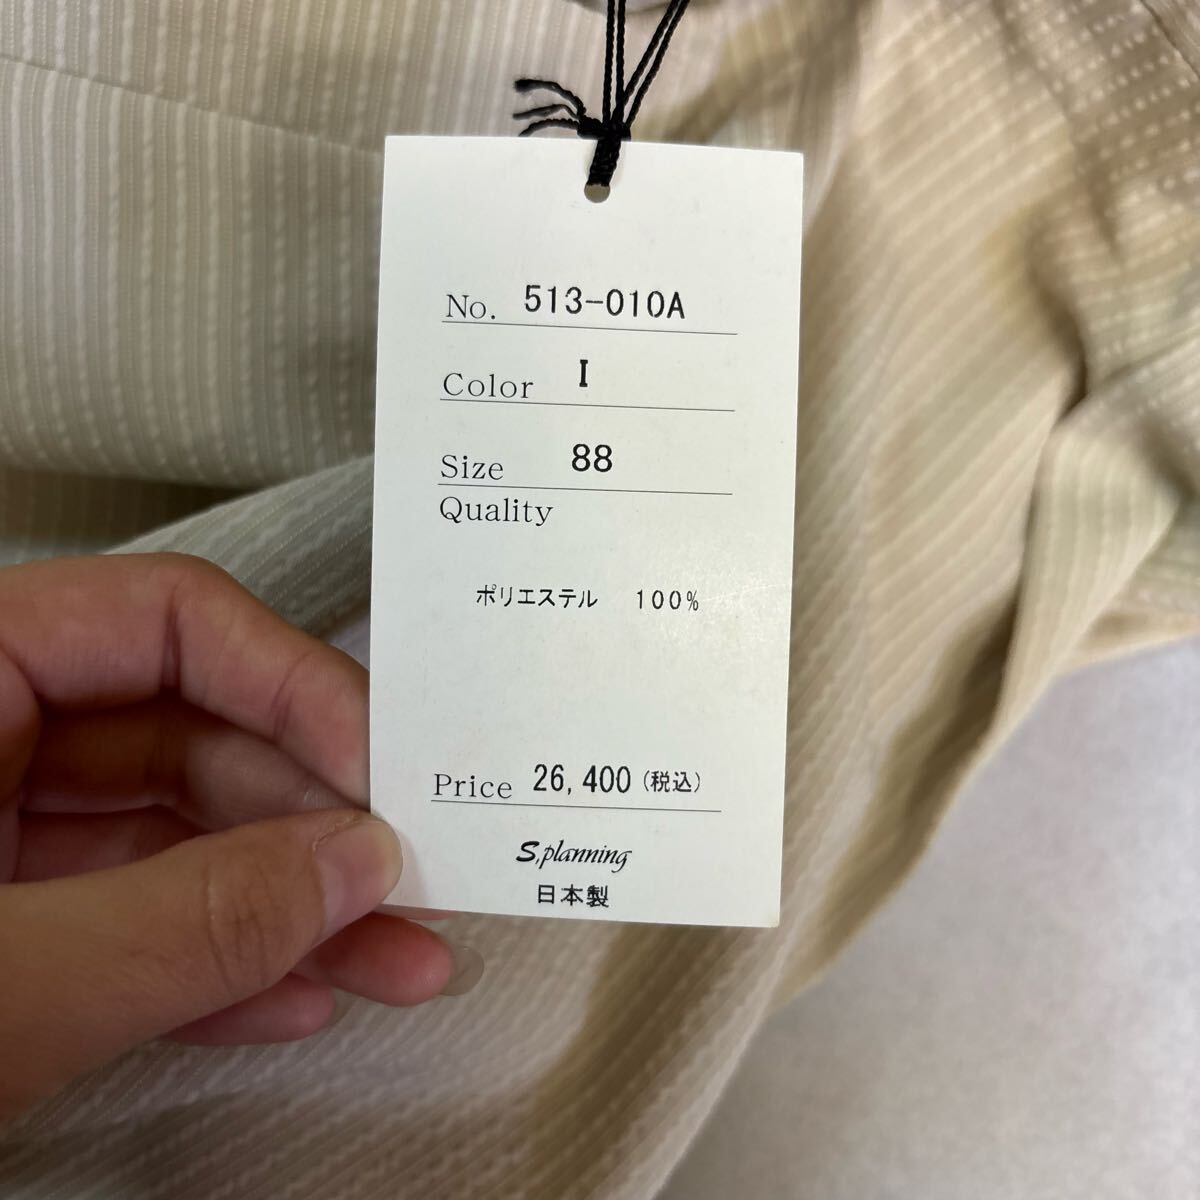 No. 513-010A
Color I
Size 88
Quality
ポリエステル 100%
Price 26,400 (税込)
S,planning
日本製